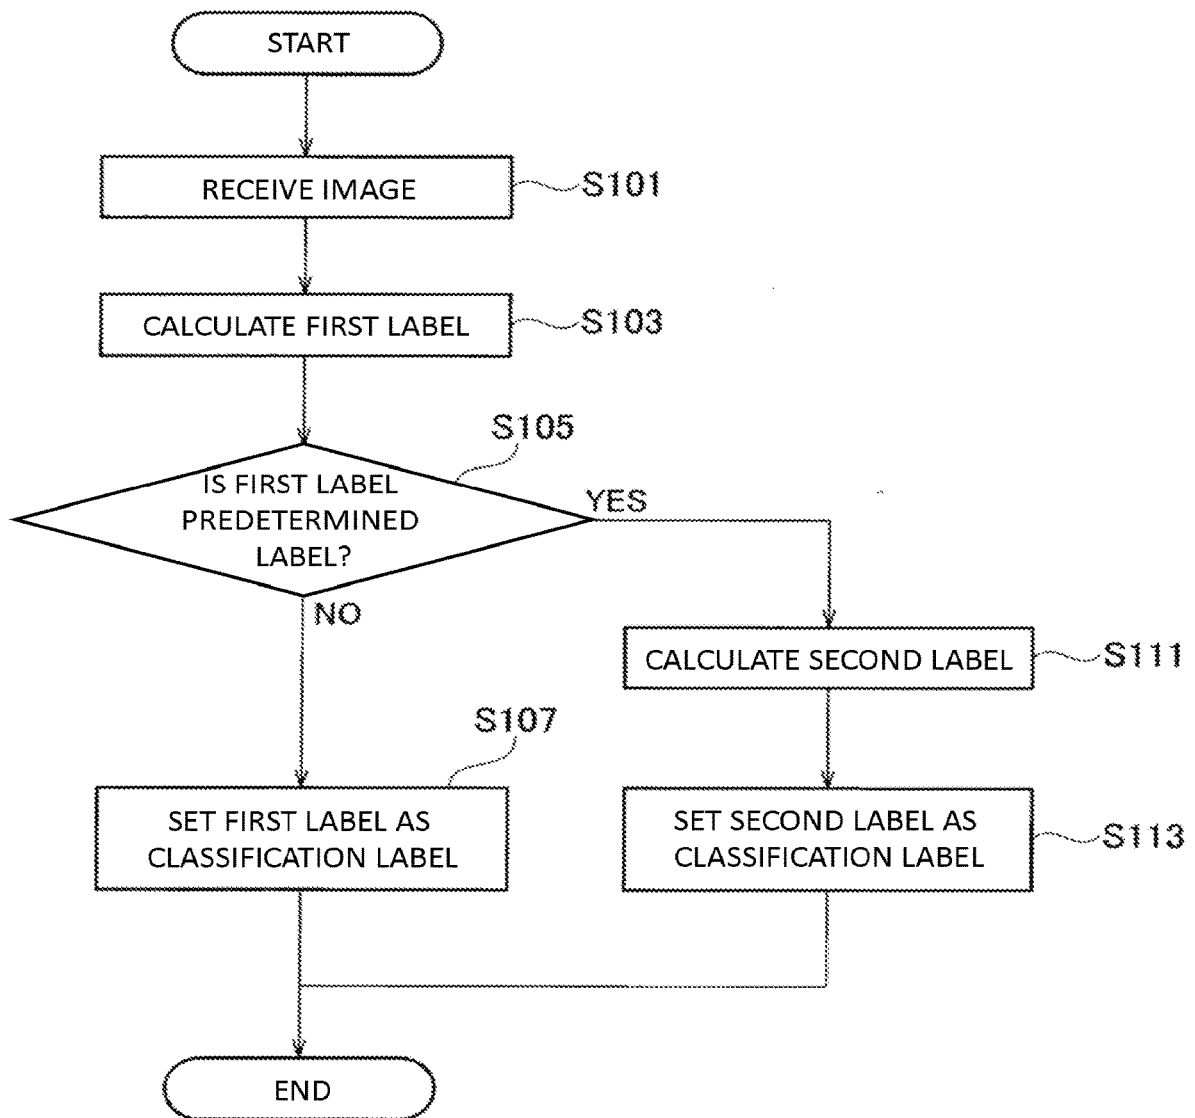 START
RECEIVE IMAGE
S101
CALCULATE FIRST LABEL
S103
S105
IS FIRST LABEL
PREDETERMINED
LABEL?
YES
NO
CALCULATE SECOND LABEL
S111
S107
SET FIRST LABEL AS
CLASSIFICATION LABEL
SET SECOND LABEL AS
CLASSIFICATION LABEL
S113
END